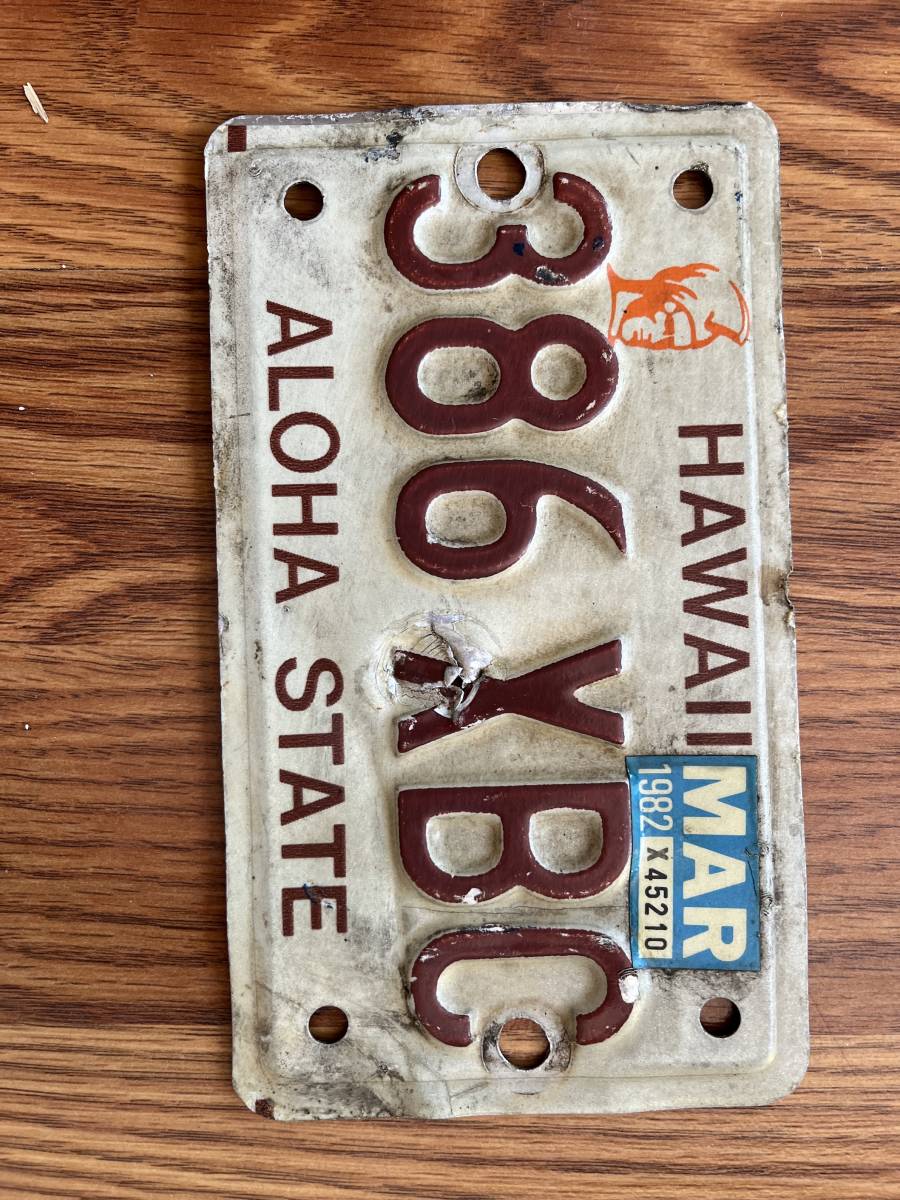 HAWAII
MAR
1982 X45210
386 XBC
ALOHA STATE